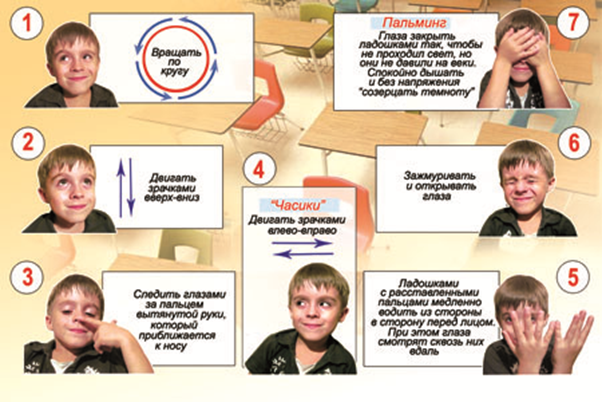 1
Вращать
по
кругу
2
Двигать
зрачками
вверх-вниз
3
Следить глазами
за пальцем
вытянутой руки,
который
приближается
к носу
4
"Часики"
Двигать зрачками
влево-вправо
5
Ладошками
с расставленными
пальцами медленно
водить из стороны
в сторону перед лицом.
При этом глаза
смотрят сквозь них
вдаль
6
Зажмуривать
и открывать
глаза
7
Пальминг
Глаза закрыть
ладошками так, чтобы
не проходил свет, но
они не давили на веки.
Спокойно дышать
и без напряжения
"созерцать темноту"